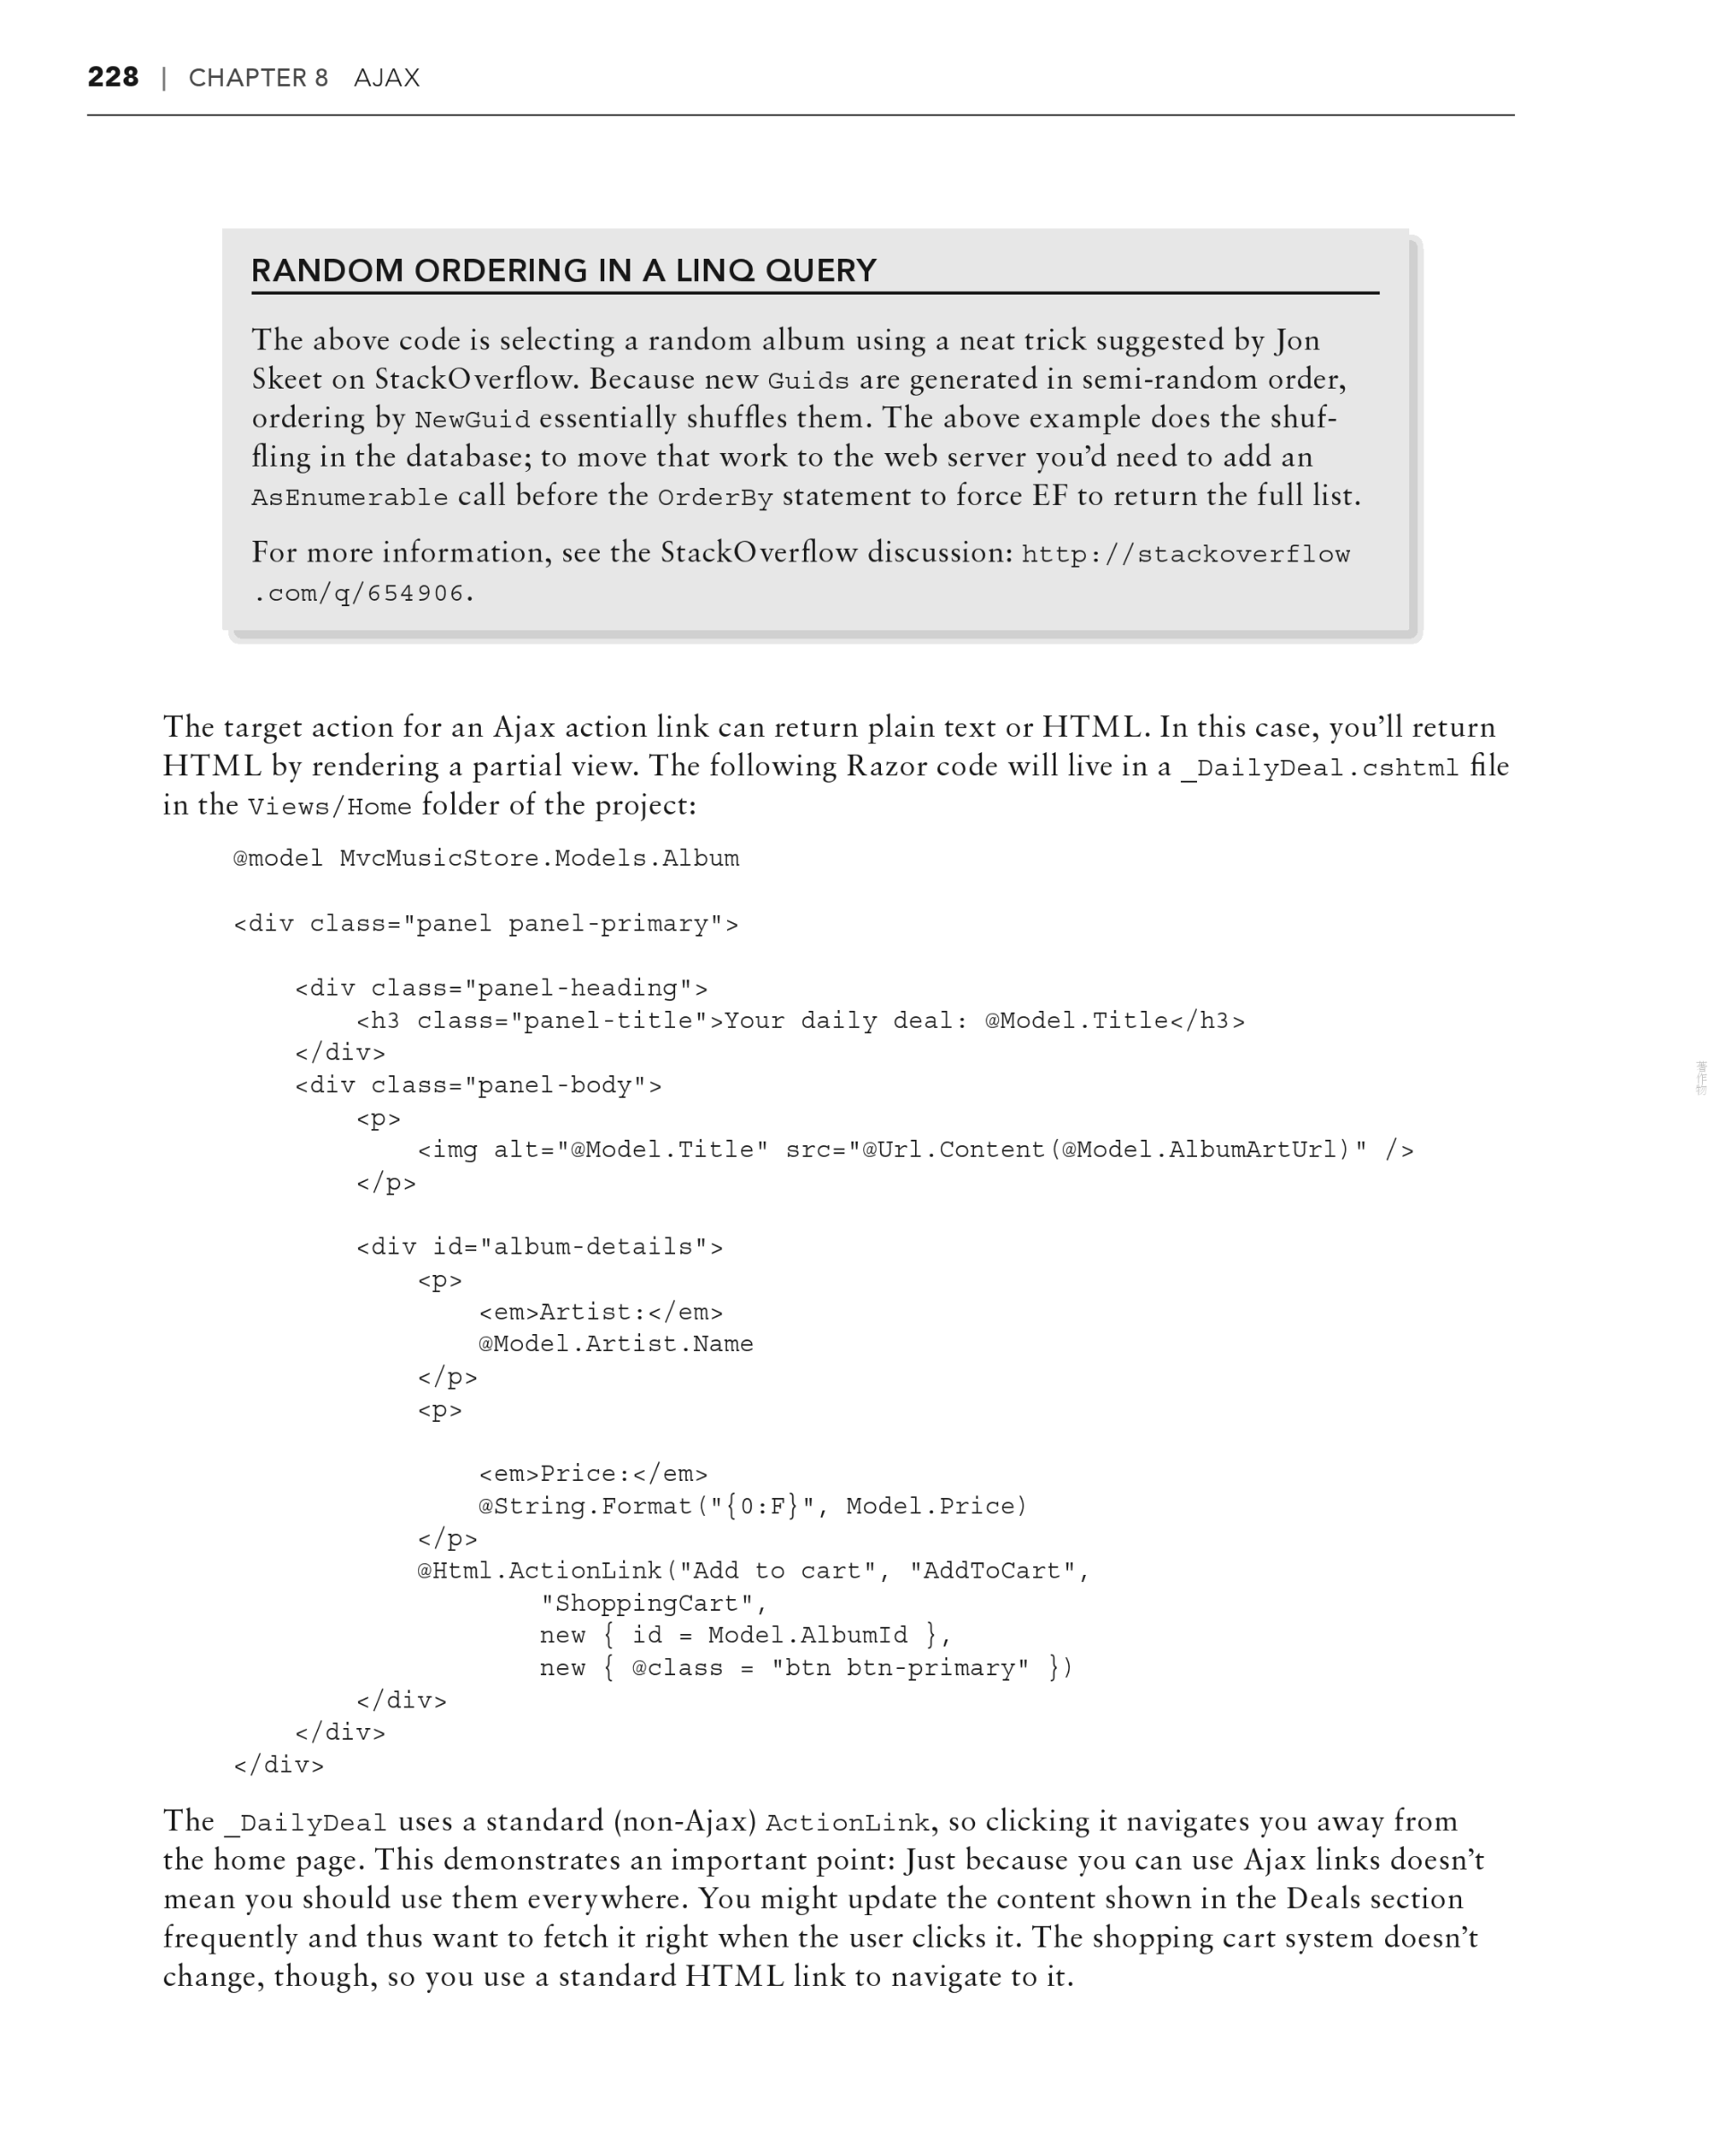 228 | CHAPTER 8 AJAX
RANDOM ORDERING IN A LINQ QUERY
The above code is selecting a random album using a neat trick suggested by Jon
Skeet on StackOverflow. Because new Guids are generated in semi-random order,
ordering by NewGuid essentially shuffles them. The above example does the shuf-
fling in the database; to move that work to the web server you’d need to add an
AsEnumerable call before the OrderBy statement to force EF to return the full list.
For more information, see the StackOverflow discussion: http://stackoverflow
.com/q/654906.
The target action for an Ajax action link can return plain text or HTML. In this case, you’ll return
HTML by rendering a partial view. The following Razor code will live in a _DailyDeal.cshtml file
in the Views/Home folder of the project:
@model MvcMusicStore.Models.Album
<div class="panel panel-primary">
<div class="panel-heading">
<h3 class="panel-title">Your daily deal: @Model.Title</h3>
</div>
<div class="panel-body">
<p>
<img alt="@Model.Title" src="@Url.Content(@Model.AlbumArtUrl)" />
</p>
<div id="album-details">
<p>
<em>Artist:</em>
@Model.Artist.Name
</p>
<p>
<em>Price:</em>
@String.Format("{0:F}", Model.Price)
</p>
@Html.ActionLink("Add to cart", "AddToCart",
"ShoppingCart",
new { id = Model.AlbumId },
new { @class = "btn btn-primary" })
</div>
</div>
</div>
The _DailyDeal uses a standard (non-Ajax) ActionLink, so clicking it navigates you away from
the home page. This demonstrates an important point: Just because you can use Ajax links doesn’t
mean you should use them everywhere. You might update the content shown in the Deals section
frequently and thus want to fetch it right when the user clicks it. The shopping cart system doesn’t
change, though, so you use a standard HTML link to navigate to it.
著作物